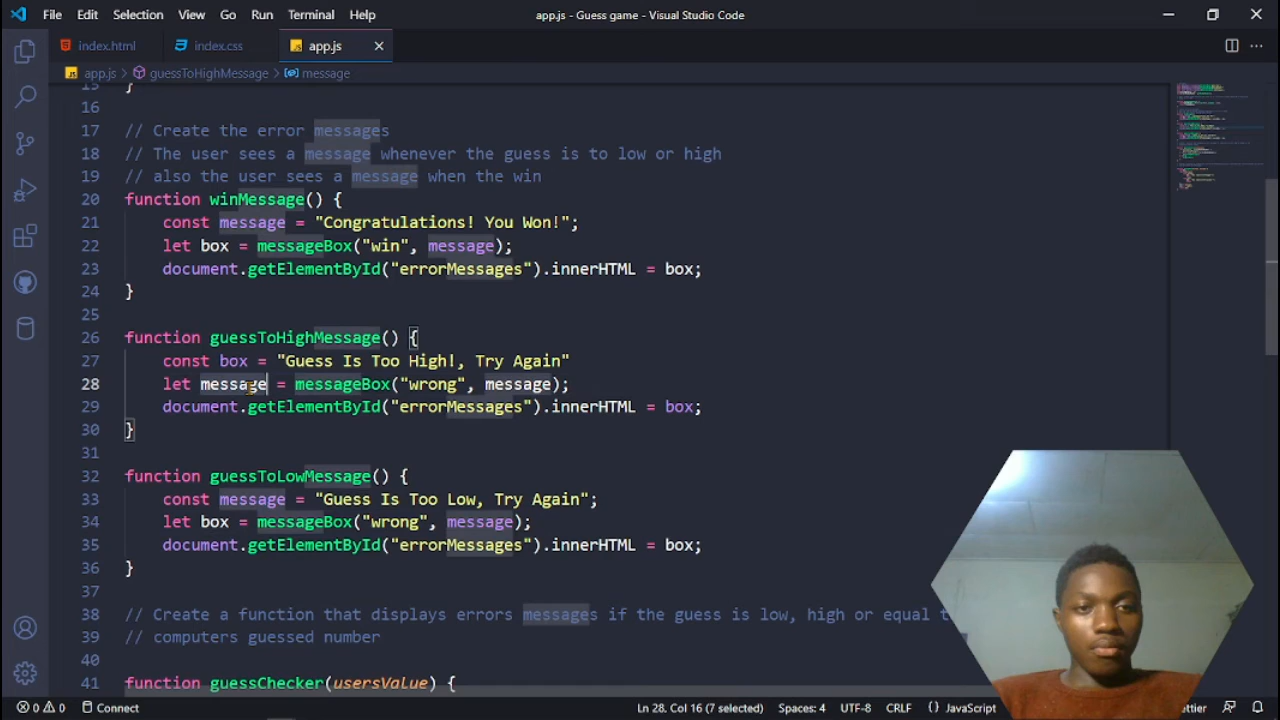 File Edit Selection View Go Run Terminal Help app.js - Guess game - Visual Studio Code
index.html index.css JS app.js
JS app.js > guessToHighMessage > message
15 }
16
17 // Create the error messages
18 // The user sees a message whenever the guess is to low or high
19 // also the user sees a message when the win
20 function winMessage() {
21 const message = "Congratulations! You Won!";
22 let box = messageBox("win", message);
23 document.getElementById("errorMessages").innerHTML = box;
24 }
25
26 function guessToHighMessage() {
27 const box = "Guess Is Too High!, Try Again"
28 let message = messageBox("wrong", message);
29 document.getElementById("errorMessages").innerHTML = box;
30 }
31
32 function guessToLowMessage() {
33 const message = "Guess Is Too Low, Try Again";
34 let box = messageBox("wrong", message);
35 document.getElementById("errorMessages").innerHTML = box;
36 }
37
38 // Create a function that displays errors messages if the guess is low, high or equal
39 // computers guessed number
40
41 function guessChecker(usersValue) {
0 0 Connect Ln 28, Col 16 (7 selected) Spaces: 4 UTF-8 CRLF {} JavaScript